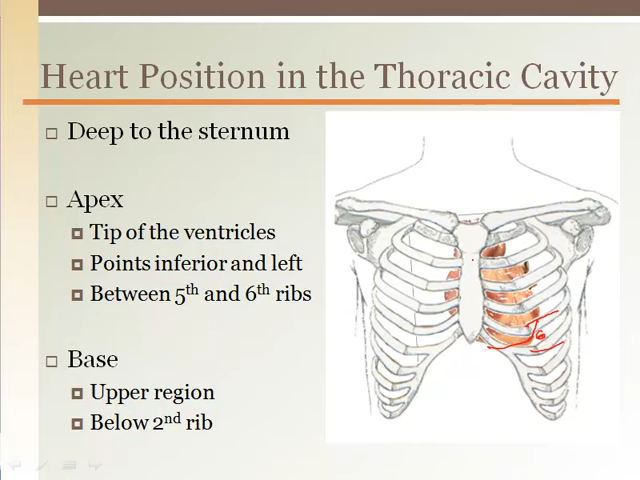 Heart Position in the Thoracic Cavity
Deep to the sternum
Apex
Tip of the ventricles
Points inferior and left
Between 5th and 6th ribs
Base
Upper region
Below 2nd rib